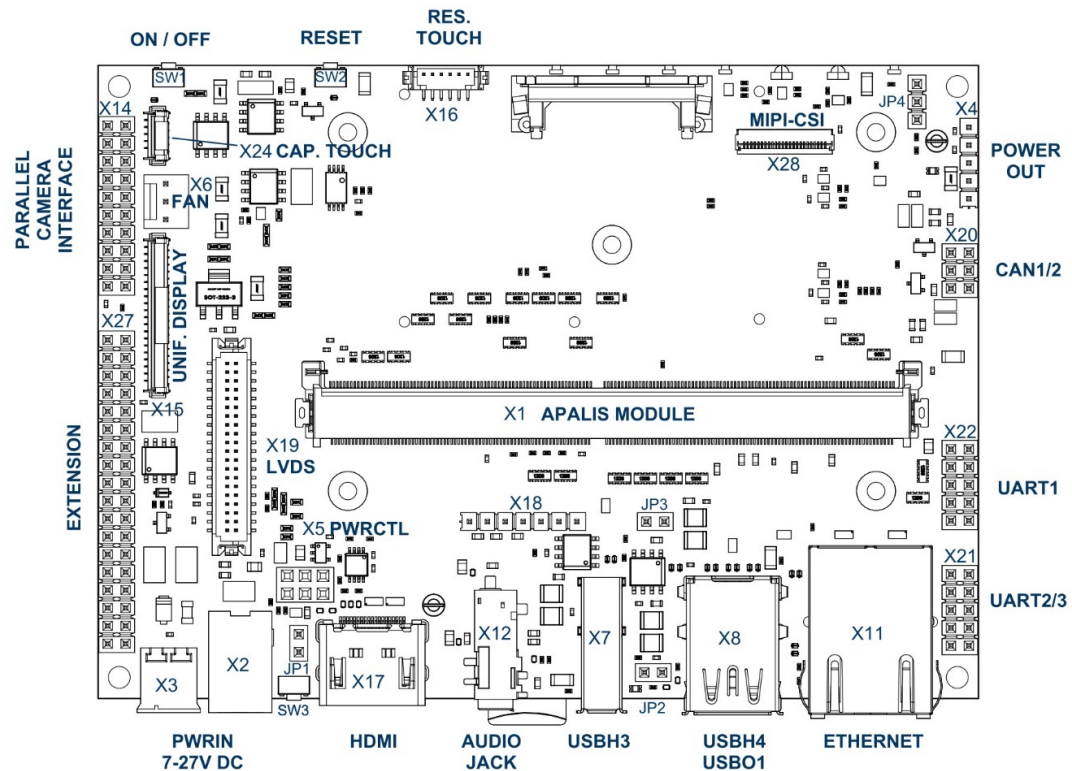 RES.
TOUCH
ON / OFF
RESET
SW1
SW2
X14
X16
JP4
X4
MIPI-CSI
X24 CAP. TOUCH
X28
POWER
OUT
PARALLEL
CAMERA
INTERFACE
X6
FAN
X20
CAN1/2
SOT-223-3
X27
UNIF. DISPLAY
X15
X1 APALIS MODULE
X19
LVDS
X22
EXTENSION
UART1
X18
JP3
X5 PWRCTL
X21
UART2/3
X12
X7
X8
X11
X2
JP1
X3
X17
SW3
JP2
PWRIN
7-27V DC
HDMI
AUDIO
JACK
USBH3
USBH4
USBO1
ETHERNET